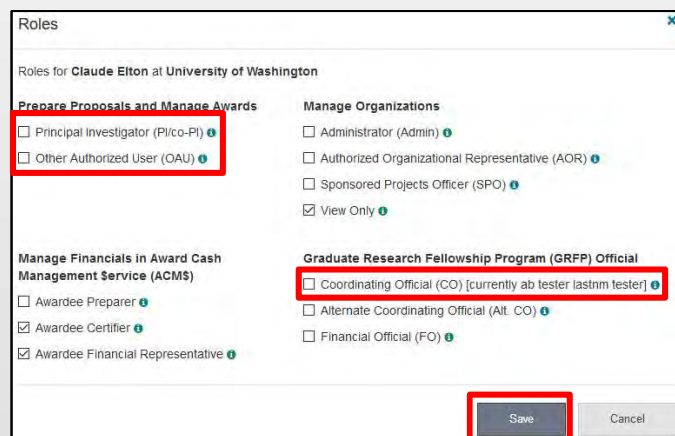 Roles
Roles for Claude Elton at University of Washington
Prepare Proposals and Manage Awards
Principal Investigator (PI/co-PI)
Other Authorized User (OAU)
Manage Organizations
Administrator (Admin)
Authorized Organizational Representative (AOR)
Sponsored Projects Officer (SPO)
View Only
Manage Financials in Award Cash
Management $ervice (ACM$)
Awardee Preparer
Awardee Certifier
Awardee Financial Representative
Graduate Research Fellowship Program (GRFP) Official
Coordinating Official (CO) [currently ab tester lastnm tester]
Alternate Coordinating Official (Alt. CO)
Financial Official (FO)
Save
Cancel